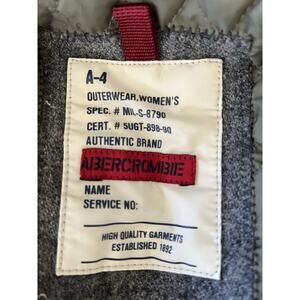 A-4
OUTERWEAR, WOMEN'S
SPEC. # MIL-S-8790
CERT. # 5UGT-898-90
AUTHENTIC BRAND
ABERCROMBIE
NAME
SERVICE NO:
HIGH QUALITY GARMENTS
ESTABLISHED 1892